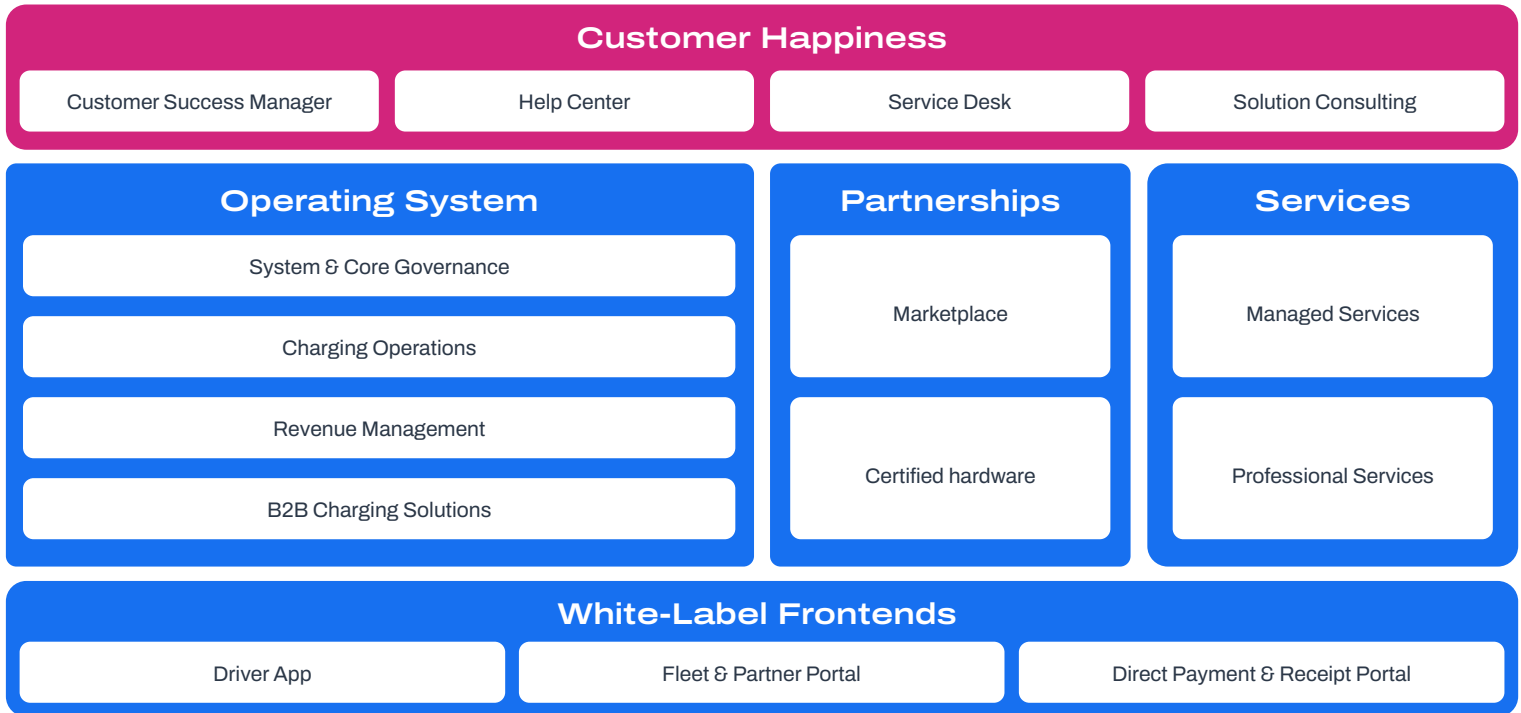 Customer Happiness
Customer Success Manager
Help Center
Service Desk
Solution Consulting
Operating System
System & Core Governance
Charging Operations
Revenue Management
B2B Charging Solutions
Partnerships
Marketplace
Certified hardware
Services
Managed Services
Professional Services
White-Label Frontends
Driver App
Fleet & Partner Portal
Direct Payment & Receipt Portal